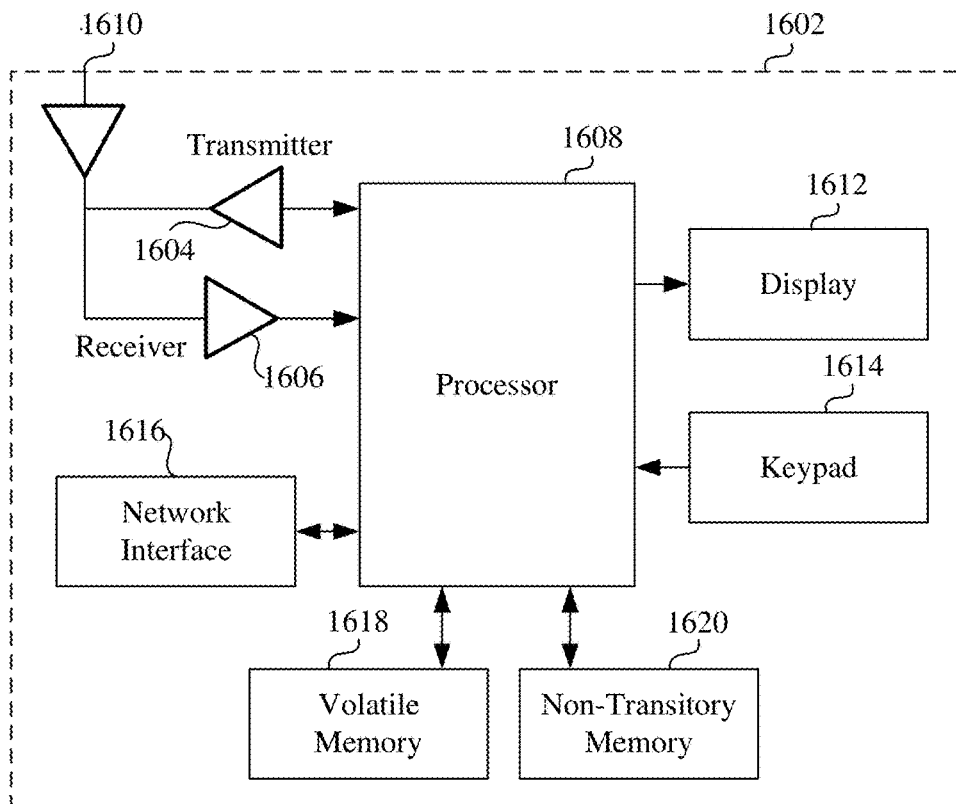 1610
1602
Transmitter
1608
1612
1604
Display
Receiver
1606
Processor
1614
1616
Keypad
Network
Interface
1618
1620
Volatile
Memory
Non-Transitory
Memory